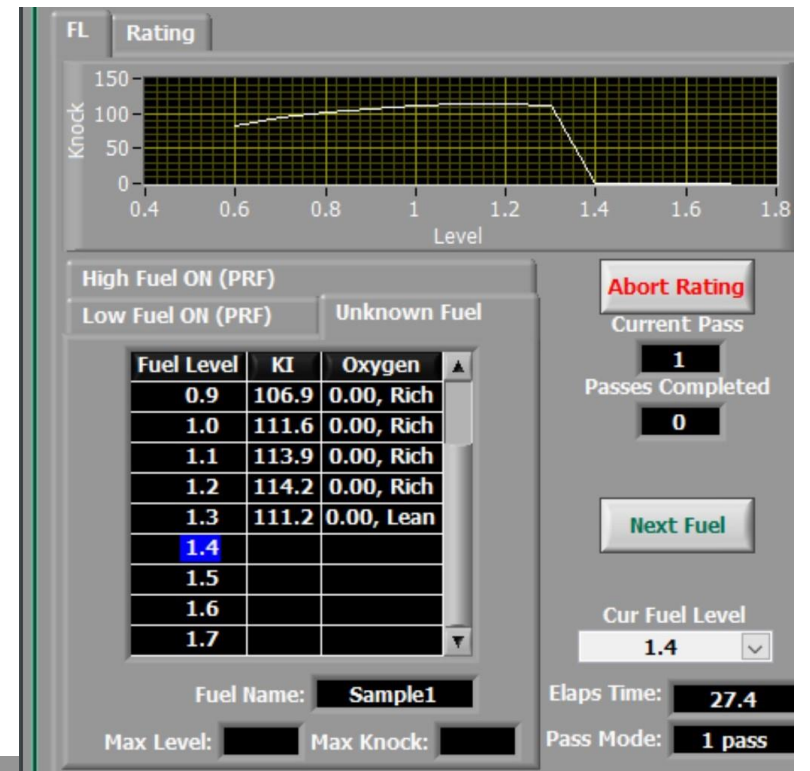 FL Rating
150
100
50
0
Knock
0.4 0.6 0.8 1 1.2 1.4 1.6 1.8
Level
High Fuel ON (PRF)
Low Fuel ON (PRF) Unknown Fuel
Fuel Level KI Oxygen
0.9 106.9 0.00, Rich
1.0 111.6 0.00, Rich
1.1 113.9 0.00, Rich
1.2 114.2 0.00, Rich
1.3 111.2 0.00, Lean
1.4
1.5
1.6
1.7
Fuel Name: Sample1
Max Level: Max Knock:
Abort Rating
Current Pass
1
Passes Completed
0
Next Fuel
Cur Fuel Level
1.4
Elaps Time: 27.4
Pass Mode: 1 pass